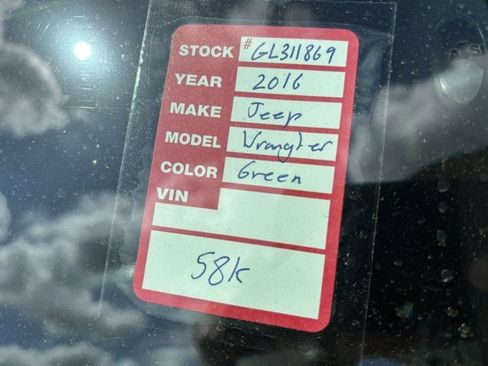 STOCK # GL311869
YEAR 2016
MAKE Jeep
MODEL Wrangler
COLOR Green
VIN
58k